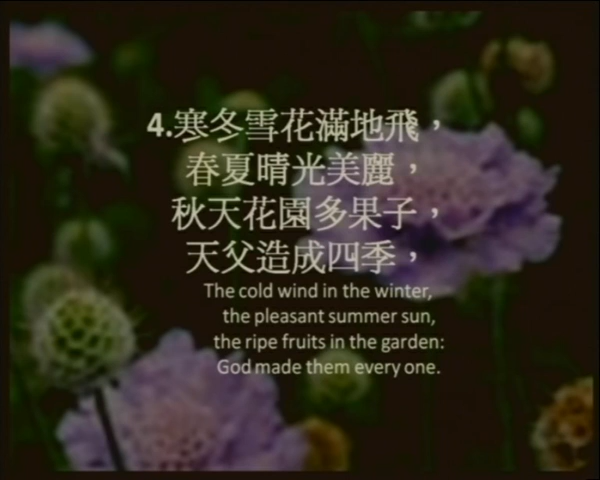 4.寒冬雪花滿地飛，
春夏晴光美麗，
秋天花園多果子，
天父造成四季，
The cold wind in the winter,
the pleasant summer sun,
the ripe fruits in the garden:
God made them every one.